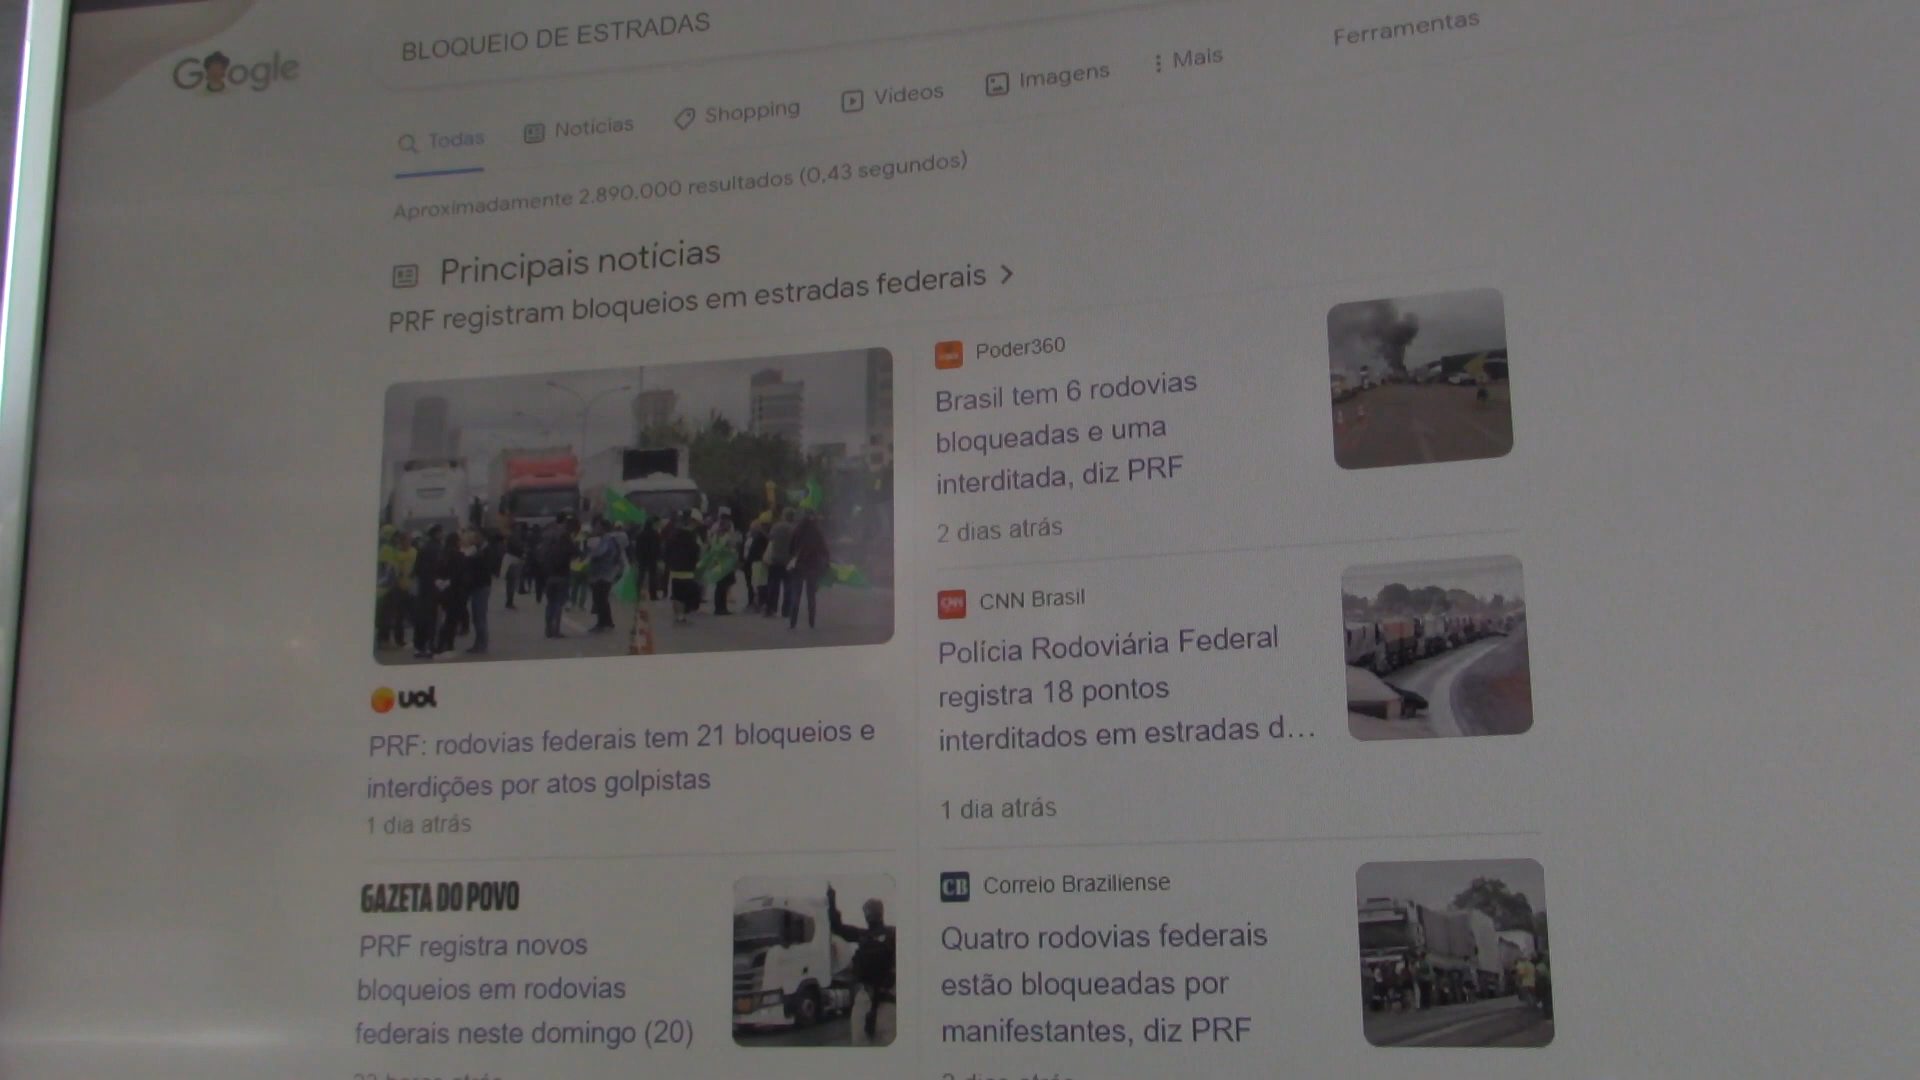 Google
BLOQUEIO DE ESTRADAS
Todas
Notícias
Shopping
Vídeos
Imagens
Mais
Ferramentas
Aproximadamente 2.890.000 resultados (0,43 segundos)
Principais notícias
PRF registram bloqueios em estradas federais
uol
PRF: rodovias federais tem 21 bloqueios e
interdições por atos golpistas
1 dia atrás
GAZETA DO POVO
PRF registra novos
bloqueios em rodovias
federais neste domingo (20)
Poder360
Brasil tem 6 rodovias
bloqueadas e uma
interditada, diz PRF
2 dias atrás
CNN
CNN Brasil
Polícia Rodoviária Federal
registra 18 pontos
interditados em estradas d...
1 dia atrás
CB
Correio Braziliense
Quatro rodovias federais
estão bloqueadas por
manifestantes, diz PRF